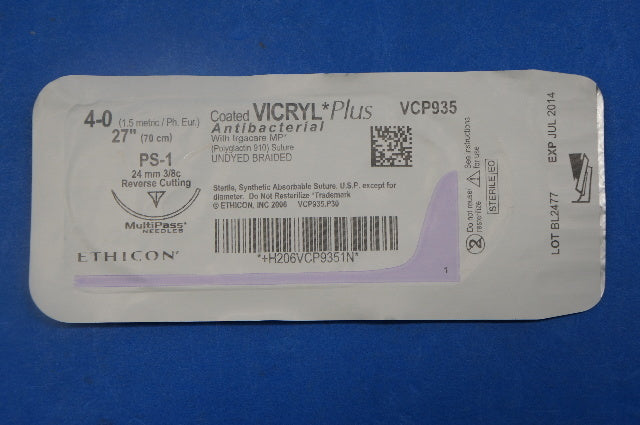 4-0 (1.5 metric / Ph. Eur.)
27" (70 cm)
PS-1
24 mm 3/8c
Reverse Cutting
MultiPass*
NEEDLES
ETHICON*
Coated VICRYL* Plus VCP935
Antibacterial
With Irgacare MP*
(Polyglactin 910) Suture
UNDYED BRAIDED
Sterile, Synthetic Absorbable Suture. U.S.P. except for
diameter. Do Not Resterilize *Trademark
© ETHICON, INC 2006 VCP935.P30
*+H206VCP9351N*
1
2 Do not reuse/
resterilize
See instructions
for use
STERILE EO
LOT BL2477 EXP JUL 2014